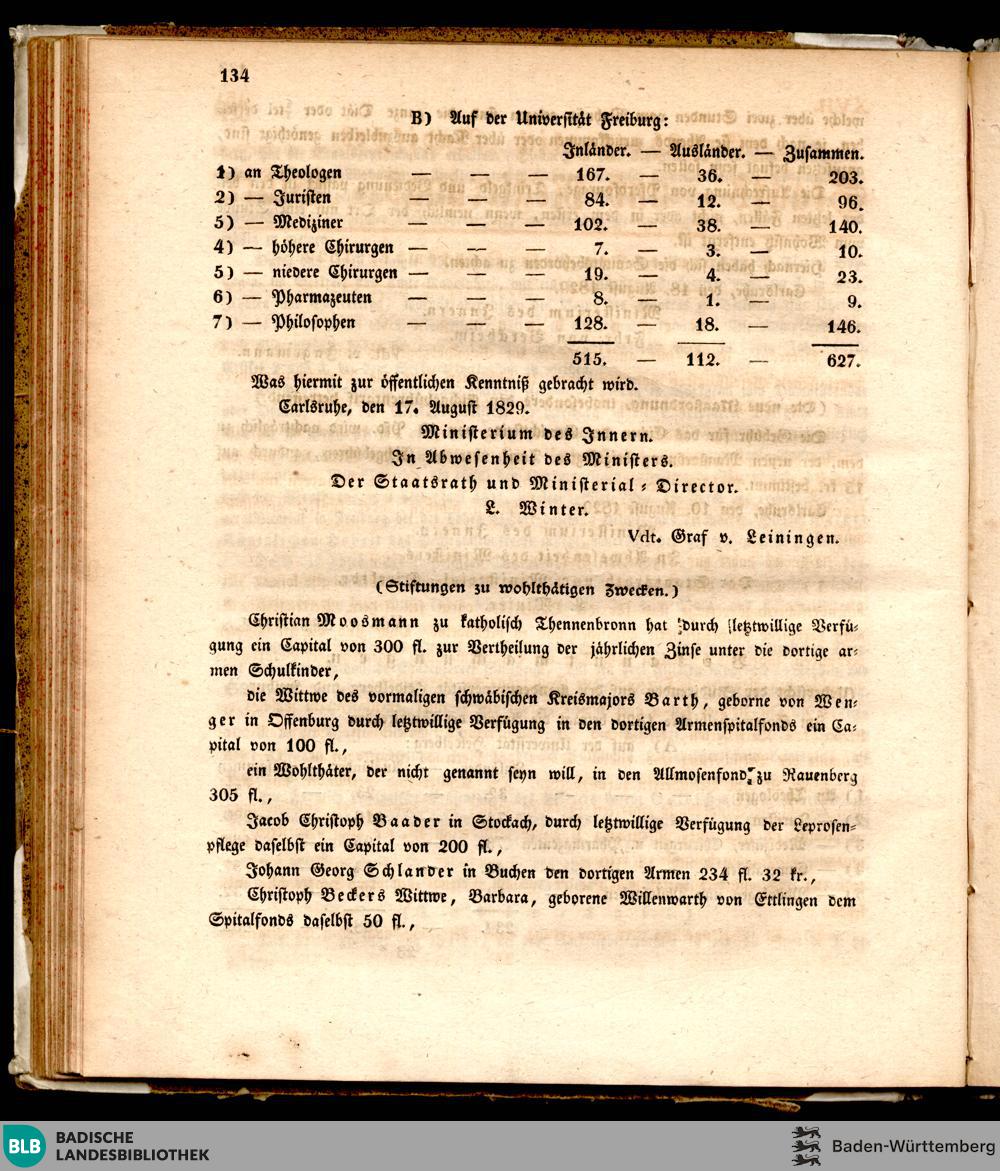 134
B) Auf der Universität Freiburg:
Inländer. — Ausländer. — Zusammen.
1) an Theologen — — — 167. — 36. — 203.
2) — Juristen — — — 84. — 12. — 96.
5) — Mediziner — — — 102. — 38. — 140.
4) — höhere Chirurgen — — — 7. — 3. — 10.
5) — niedere Chirurgen — — — 19. — 4. — 23.
6) — Pharmazeuten — — — 8. — 1. — 9.
7) — Philosophen — — — 128. — 18. — 146.
515. — 112. — 627.
Was hiermit zur öffentlichen Kenntniß gebracht wird.
Carlsruhe, den 17. August 1829.
Ministerium des Innern.
In Abwesenheit des Ministers.
Der Staatsrath und Ministerial-Director.
L. Winter.
Vdt. Graf v. Leiningen.
(Stiftungen zu wohlthätigen Zwecken.)
Christian Moosmann zu katholisch Thennenbronn hat durch letztwillige Verfü-
gung ein Capital von 300 fl. zur Vertheilung der jährlichen Zinse unter die dortige ar-
men Schulkinder,
die Wittwe des vormaligen schwäbischen Kreismajors Barth, geborne von Wen-
ger in Offenburg durch letztwillige Verfügung in den dortigen Armenspitalfonds ein Ca-
pital von 100 fl.,
ein Wohlthäter, der nicht genannt seyn will, in den Allmosenfond zu Rauenberg
305 fl.,
Jacob Christoph Baader in Stockach, durch letztwillige Verfügung der Leprosen-
pflege daselbst ein Capital von 200 fl.,
Johann Georg Schlander in Buchen den dortigen Armen 234 fl. 32 kr.,
Christoph Beckers Wittwe, Barbara, geborene Willenwarth von Ettlingen dem
Spitalfonds daselbst 50 fl.,
BLB BADISCHE
LANDESBIBLIOTHEK
Baden-Württemberg